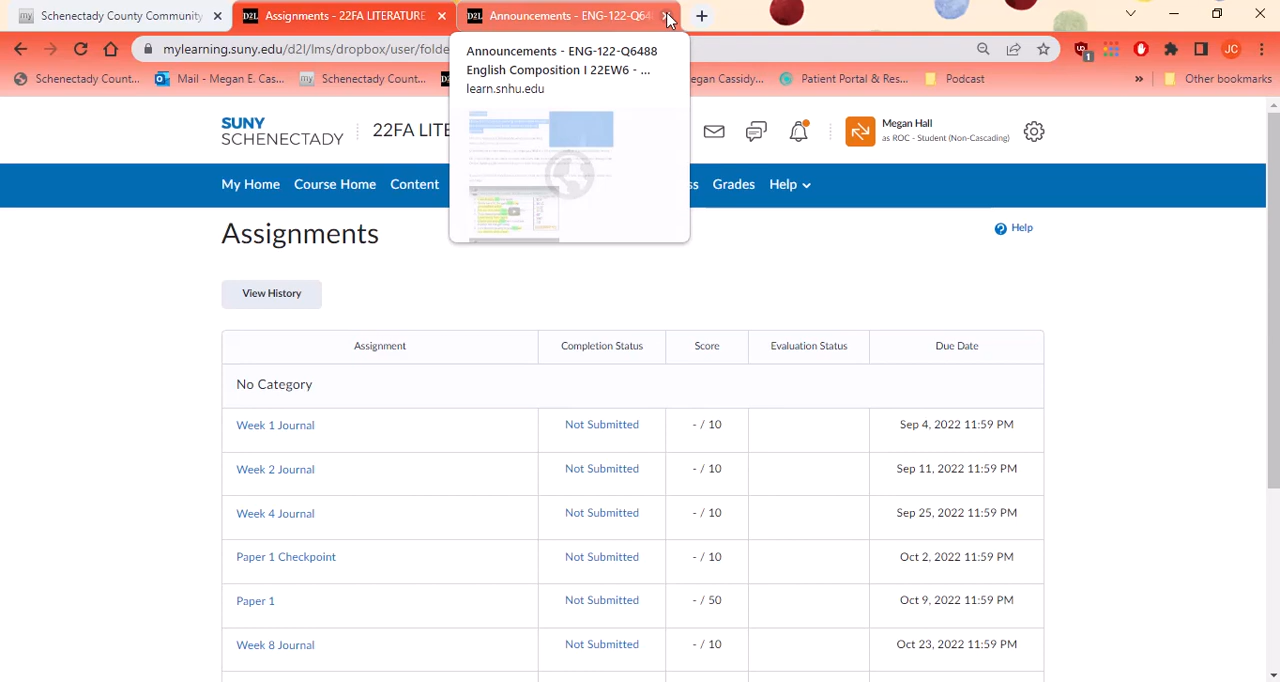 Schenectady County Community
Assignments - 22FA LITERATURE
Announcements - ENG-122-Q64
mylearning.suny.edu/d2l/lms/dropbox/user/folde
Schenectady Count...
Mail - Megan E. Cas...
Schenectady Count...
egan Cassidy...
Patient Portal & Res...
Podcast
»
Other bookmarks
1
JC
Announcements - ENG-122-Q6488
English Composition I 22EW6 - ...
learn.snhu.edu
SUNY
SCHENECTADY
22FA LITE
Megan Hall
as ROC - Student (Non-Cascading)
My Home
Course Home
Content
ss
Grades
Help
Assignments
Help
View History
Assignment Completion Status Score Evaluation Status Due Date
No Category
Week 1 Journal Not Submitted - / 10 Sep 4, 2022 11:59 PM
Week 2 Journal Not Submitted - / 10 Sep 11, 2022 11:59 PM
Week 4 Journal Not Submitted - / 10 Sep 25, 2022 11:59 PM
Paper 1 Checkpoint Not Submitted - / 10 Oct 2, 2022 11:59 PM
Paper 1 Not Submitted - / 50 Oct 9, 2022 11:59 PM
Week 8 Journal Not Submitted - / 10 Oct 23, 2022 11:59 PM